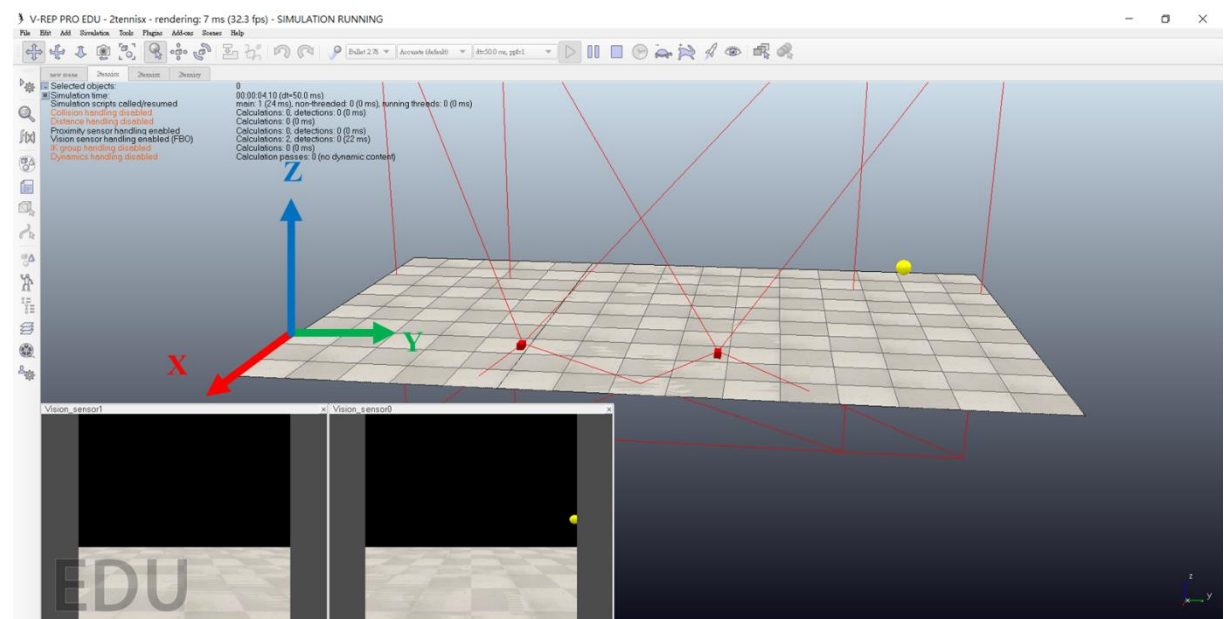 V-REP PRO EDU - 2tennisx - rendering: 7 ms (32.3 fps) - SIMULATION RUNNING
File Edit Add Simulation Tools Plugins Add-ons Scenes Help
Bullet 2.78 Accurate (default) dt=50.0 ms, ppf=1
new scene 2tennisx 2tennisz 2tennisy
Selected objects: 0
Simulation time: 00:00:04.10 (dt=50.0 ms)
Simulation scripts called/resumed main: 1 (24 ms), non-threaded: 0 (0 ms), running threads: 0 (0 ms)
Collision handling disabled Calculations: 0, detections: 0 (0 ms)
Distance handling disabled Calculations: 0 (0 ms)
Proximity sensor handling enabled Calculations: 0, detections: 0 (0 ms)
Vision sensor handling enabled (FBO) Calculations: 2, detections: 0 (22 ms)
IK group handling disabled Calculations: 0 (0 ms)
Dynamics handling disabled Calculation passes: 0 (no dynamic content)
Z
Y
X
Vision_sensor1 x Vision_sensor0 x
EDU
z
x y